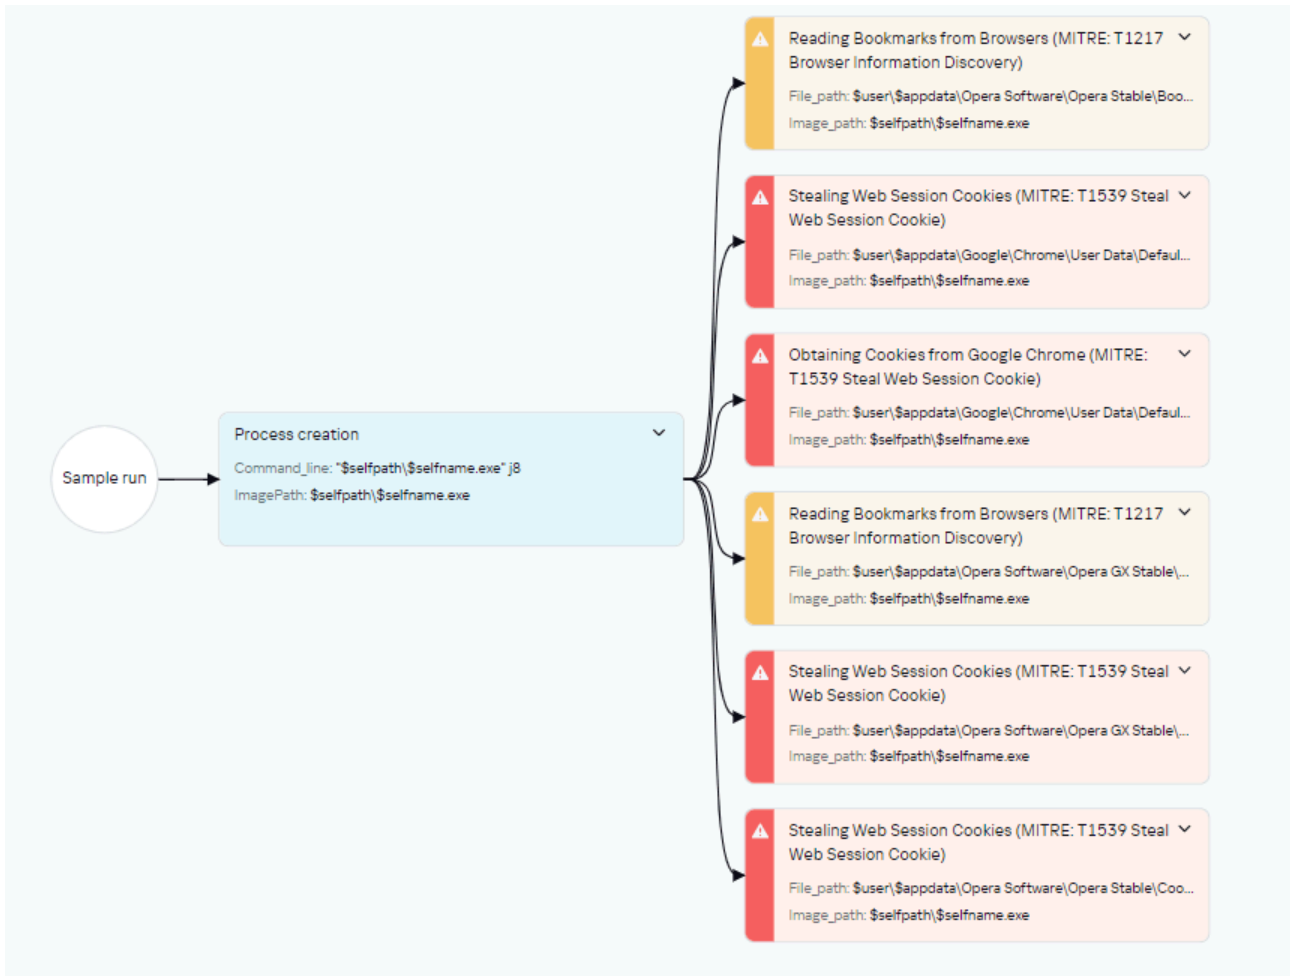 Sample run
Process creation
Command_line: "$selfpath\$selfname.exe" j8
ImagePath: $selfpath\$selfname.exe
Reading Bookmarks from Browsers (MITRE: T1217
Browser Information Discovery)
File_path: $user\$appdata\Opera Software\Opera Stable\Boo...
Image_path: $selfpath\$selfname.exe
Stealing Web Session Cookies (MITRE: T1539 Steal
Web Session Cookie)
File_path: $user\$appdata\Google\Chrome\User Data\Defaul...
Image_path: $selfpath\$selfname.exe
Obtaining Cookies from Google Chrome (MITRE:
T1539 Steal Web Session Cookie)
File_path: $user\$appdata\Google\Chrome\User Data\Defaul...
Image_path: $selfpath\$selfname.exe
Reading Bookmarks from Browsers (MITRE: T1217
Browser Information Discovery)
File_path: $user\$appdata\Opera Software\Opera GX Stable\...
Image_path: $selfpath\$selfname.exe
Stealing Web Session Cookies (MITRE: T1539 Steal
Web Session Cookie)
File_path: $user\$appdata\Opera Software\Opera GX Stable\...
Image_path: $selfpath\$selfname.exe
Stealing Web Session Cookies (MITRE: T1539 Steal
Web Session Cookie)
File_path: $user\$appdata\Opera Software\Opera Stable\Coo...
Image_path: $selfpath\$selfname.exe